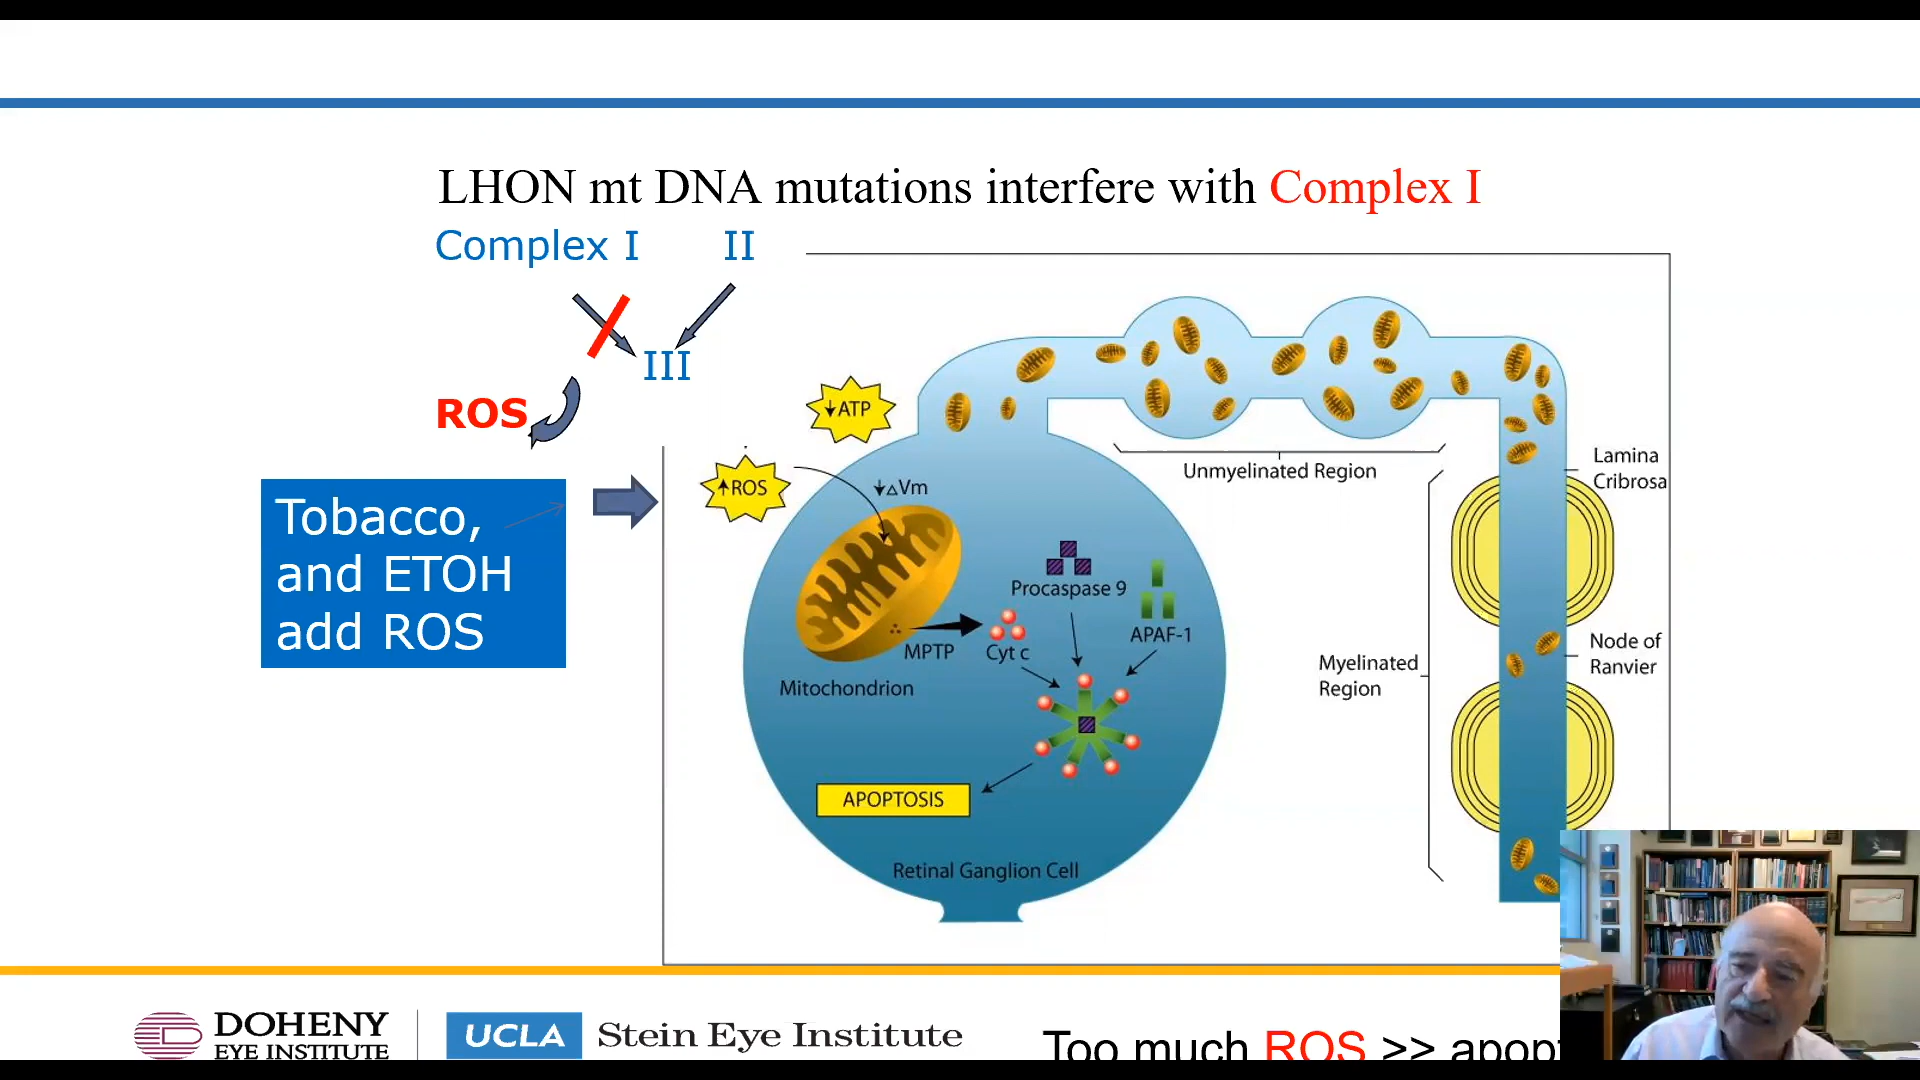 LHON mt DNA mutations interfere with Complex I
Complex I II
III
ROS
Tobacco,
and ETOH
add ROS
↓ATP
↑ROS
↓△Vm
Procaspase 9
APAF-1
MPTP
Cyt c
Mitochondrion
APOPTOSIS
Retinal Ganglion Cell
Unmyelinated Region
Lamina
Cribrosa
Node of
Ranvier
Myelinated
Region
DOHENY
EYE INSTITUTE
UCLA Stein Eye Institute
Too much ROS >> apopt